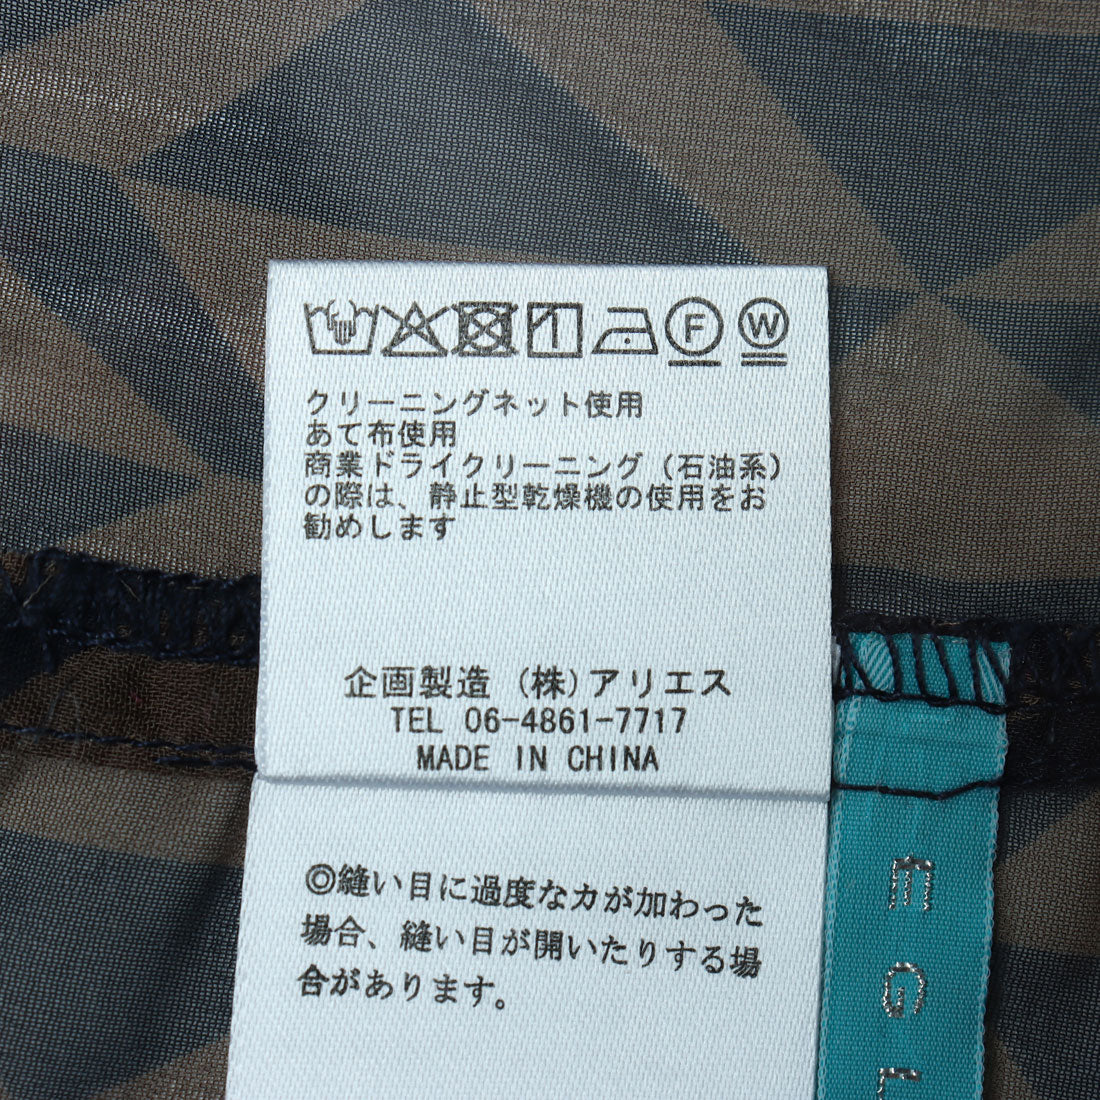 F W
クリーニングネット使用
あて布使用
商業ドライクリーニング（石油系）
の際は、静止型乾燥機の使用をお
勧めします
企画製造 (株)アリエス
TEL 06-4861-7717
MADE IN CHINA
◎縫い目に過度な力が加わった
場合、縫い目が開いたりする場
合があります。
EGL